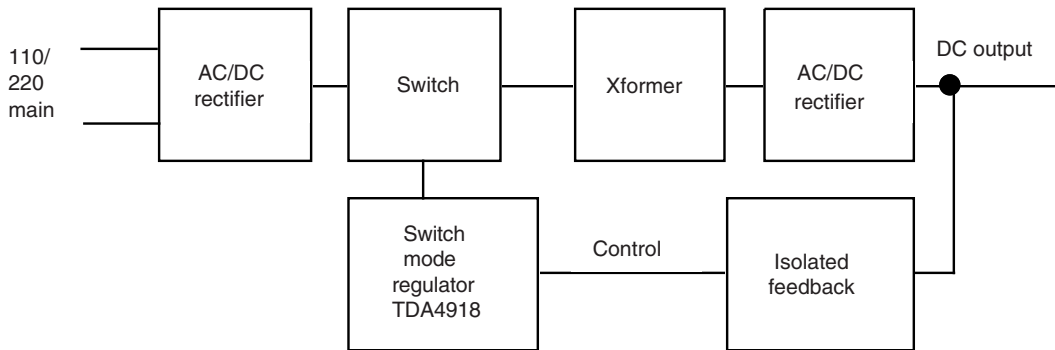 110/
220
main
AC/DC
rectifier
Switch
Xformer
AC/DC
rectifier
DC output
Switch
mode
regulator
TDA4918
Control
Isolated
feedback